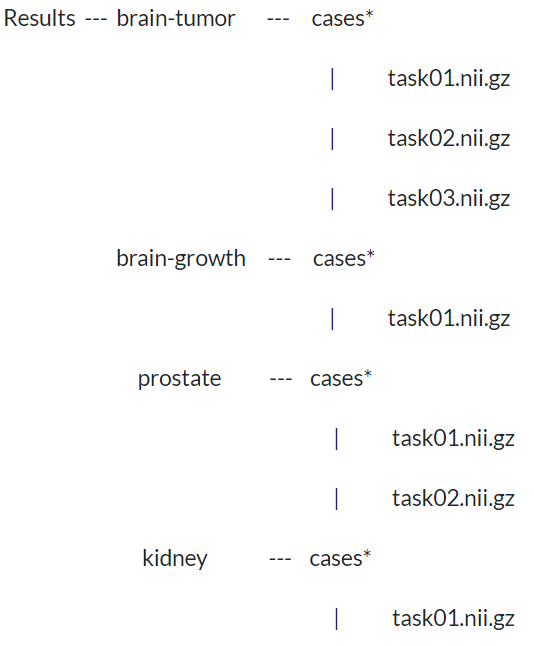 Results --- brain-tumor --- cases*
| task01.nii.gz
| task02.nii.gz
| task03.nii.gz
brain-growth --- cases*
| task01.nii.gz
prostate --- cases*
| task01.nii.gz
| task02.nii.gz
kidney --- cases*
| task01.nii.gz